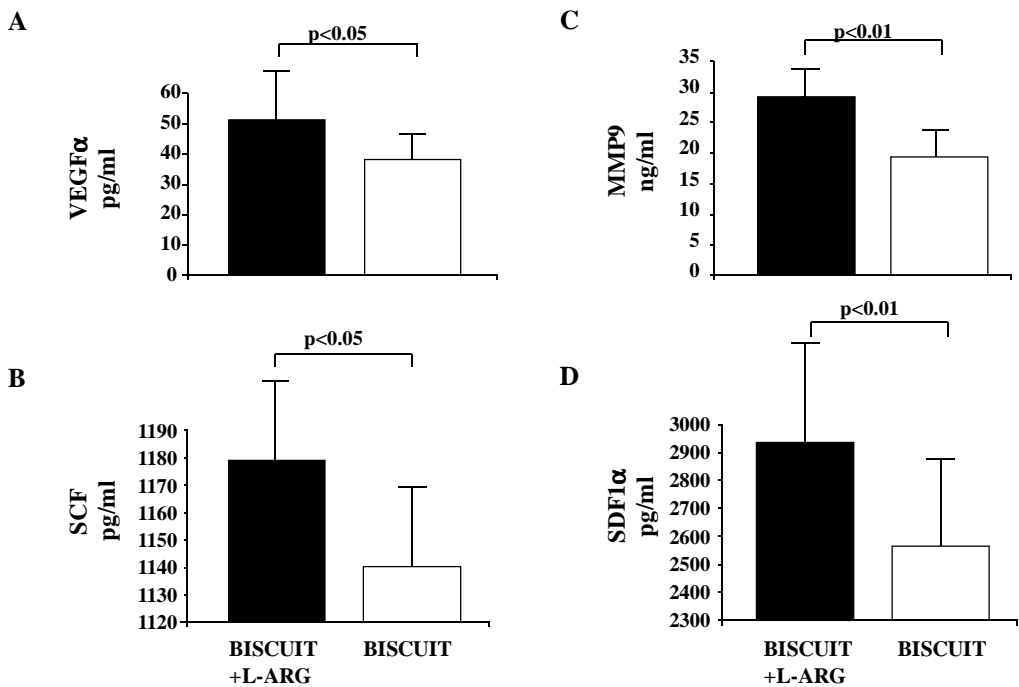 A
p<0.05
VEGFα
pg/ml
60
50
40
30
20
10
0
C
p<0.01
MMP9
ng/ml
35
30
25
20
15
10
5
0
B
p<0.05
SCF
pg/ml
1190
1180
1170
1160
1150
1140
1130
1120
BISCUIT
+L-ARG
BISCUIT
D
p<0.01
SDF1α
pg/ml
3000
2900
2800
2700
2600
2500
2400
2300
BISCUIT
+L-ARG
BISCUIT